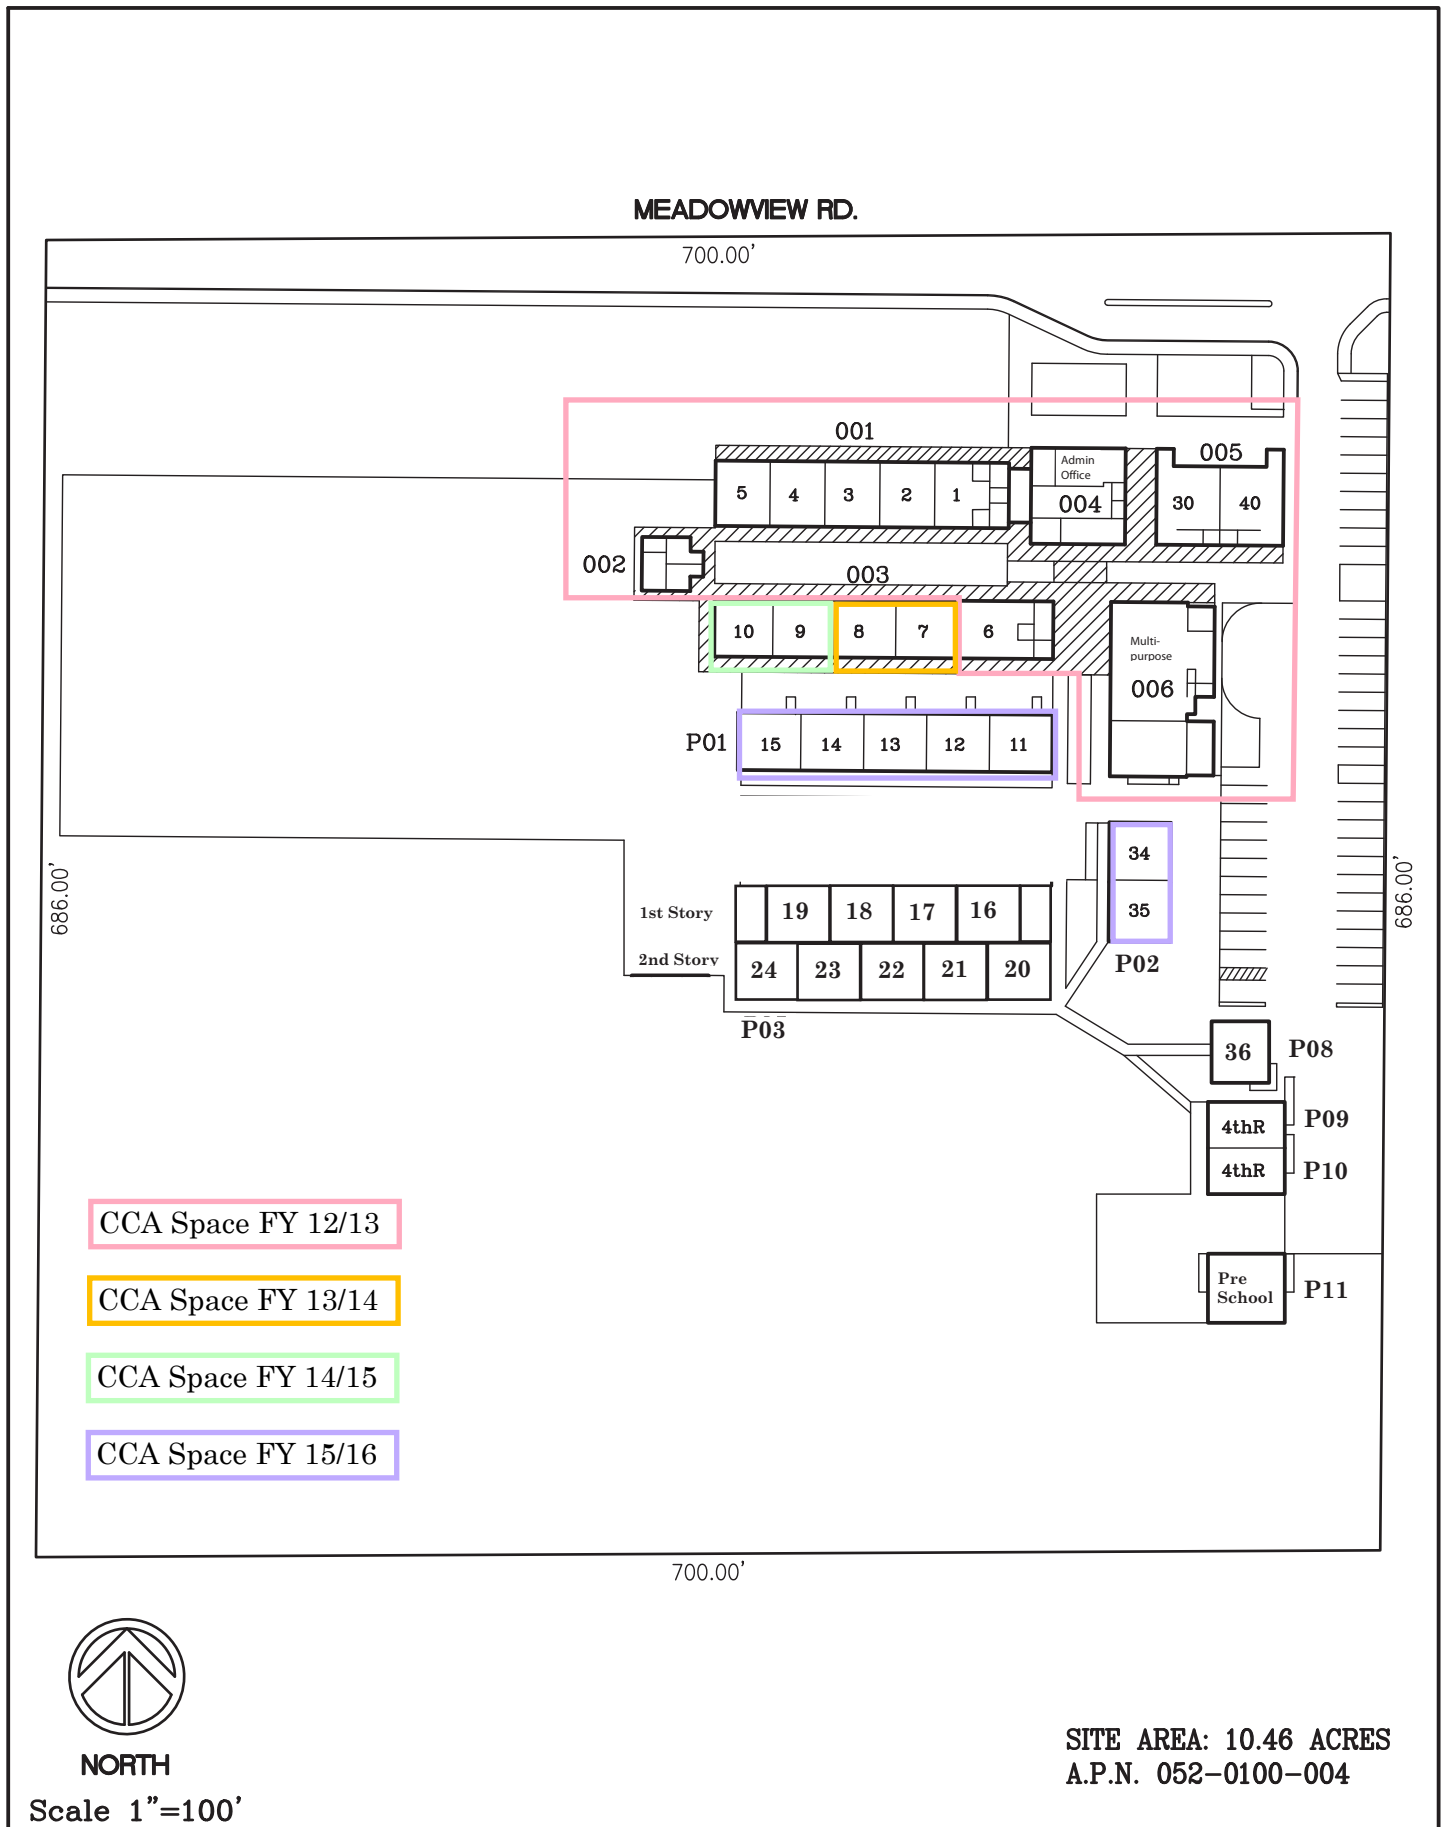 MEADOWVIEW RD.
700.00'
001
Admin
Office
005
5 4 3 2 1
004
30 40
002
003
10 9 8 7 6
Multi-
purpose
006
P01
15 14 13 12 11
34
686.00'
686.00'
1st Story
19 18 17 16
35
2nd Story
24 23 22 21 20
P02
P03
36
P08
4thR
P09
4thR
P10
CCA Space FY 12/13
Pre
School
P11
CCA Space FY 13/14
CCA Space FY 14/15
CCA Space FY 15/16
700.00'
NORTH
Scale 1"=100'
SITE AREA: 10.46 ACRES
A.P.N. 052-0100-004